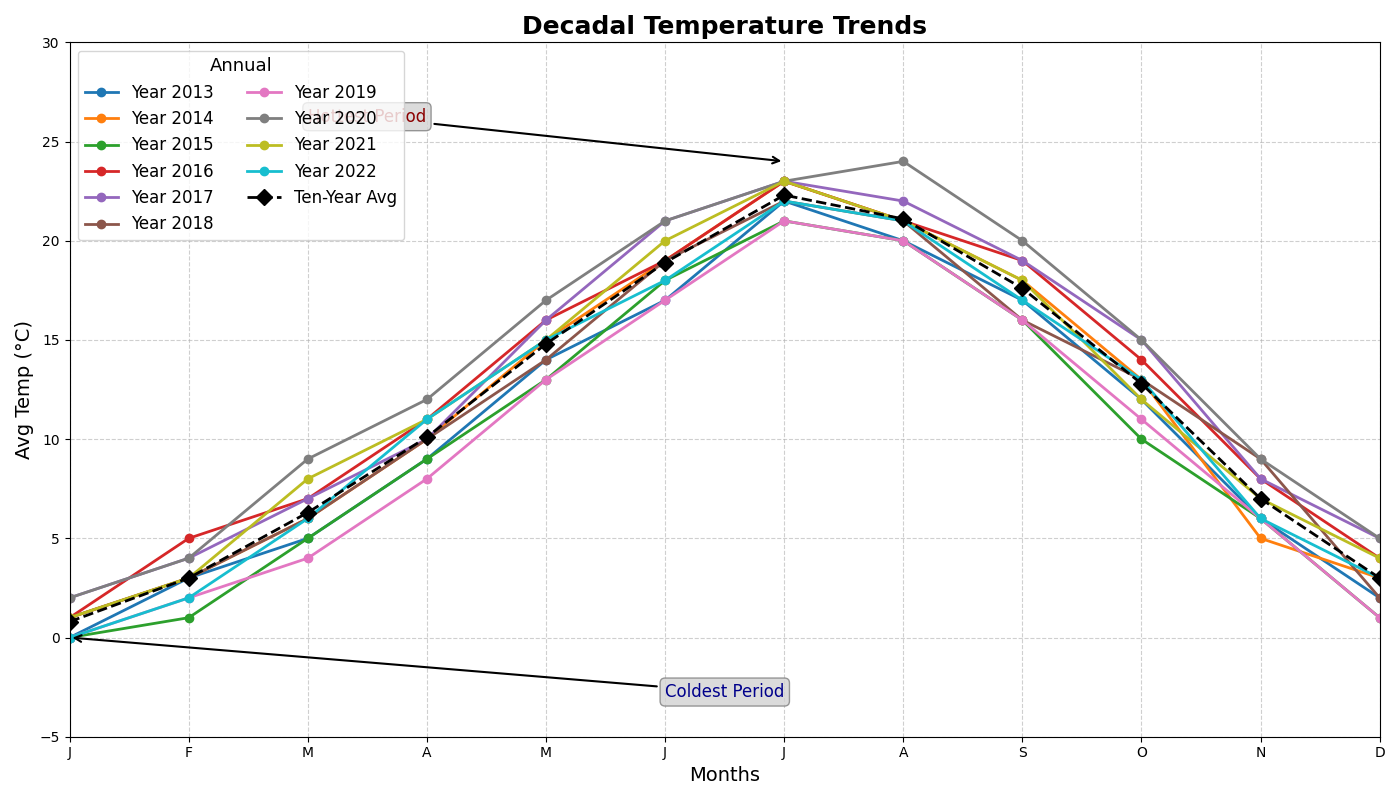 Decadal Temperature Trends
Avg Temp (°C)
30
25
20
15
10
5
0
−5
Annual
Year 2013
Year 2014
Year 2015
Year 2016
Year 2017
Year 2018
Year 2019
Year 2020
Year 2021
Year 2022
Ten-Year Avg
Period
Coldest Period
J F M A M J J A S O N D
Months